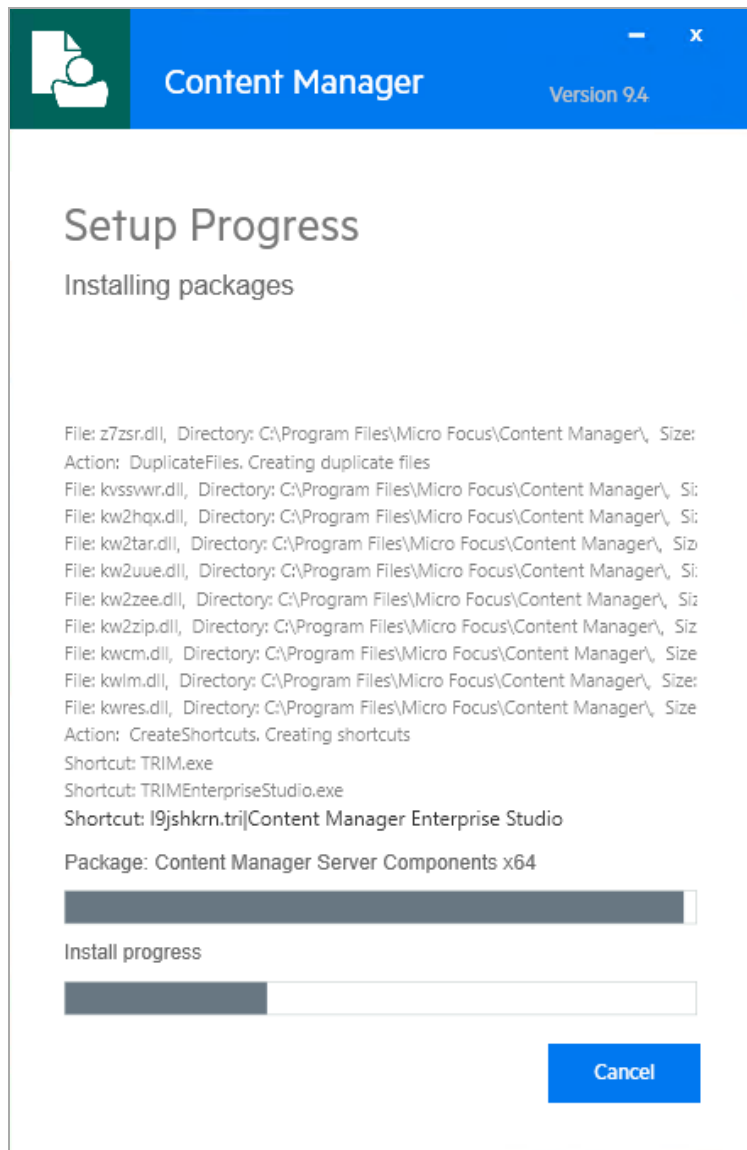 – x
Content Manager
Version 9.4
Setup Progress
Installing packages
File: z7zsr.dll, Directory: C:\Program Files\Micro Focus\Content Manager\, Size:
Action: DuplicateFiles. Creating duplicate files
File: kvssvwr.dll, Directory: C:\Program Files\Micro Focus\Content Manager\,
File: kw2hqx.dll, Directory: C:\Program Files\Micro Focus\Content Manager\,
File: kw2tar.dll, Directory: C:\Program Files\Micro Focus\Content Manager\,
File: kw2uue.dll, Directory: C:\Program Files\Micro Focus\Content Manager\,
File: kw2zee.dll, Directory: C:\Program Files\Micro Focus\Content Manager\, Siz
File: kw2zip.dll, Directory: C:\Program Files\Micro Focus\Content Manager\, Siz
File: kwcm.dll, Directory: C:\Program Files\Micro Focus\Content Manager\, Size
File: kwlm.dll, Directory: C:\Program Files\Micro Focus\Content Manager\, Size:
File: kwres.dll, Directory: C:\Program Files\Micro Focus\Content Manager\, Size
Action: CreateShortcuts. Creating shortcuts
Shortcut: TRIM.exe
Shortcut: TRIMEnterpriseStudio.exe
Shortcut: l9jshkrn.tri|Content Manager Enterprise Studio
Package: Content Manager Server Components x64
Install progress
Cancel